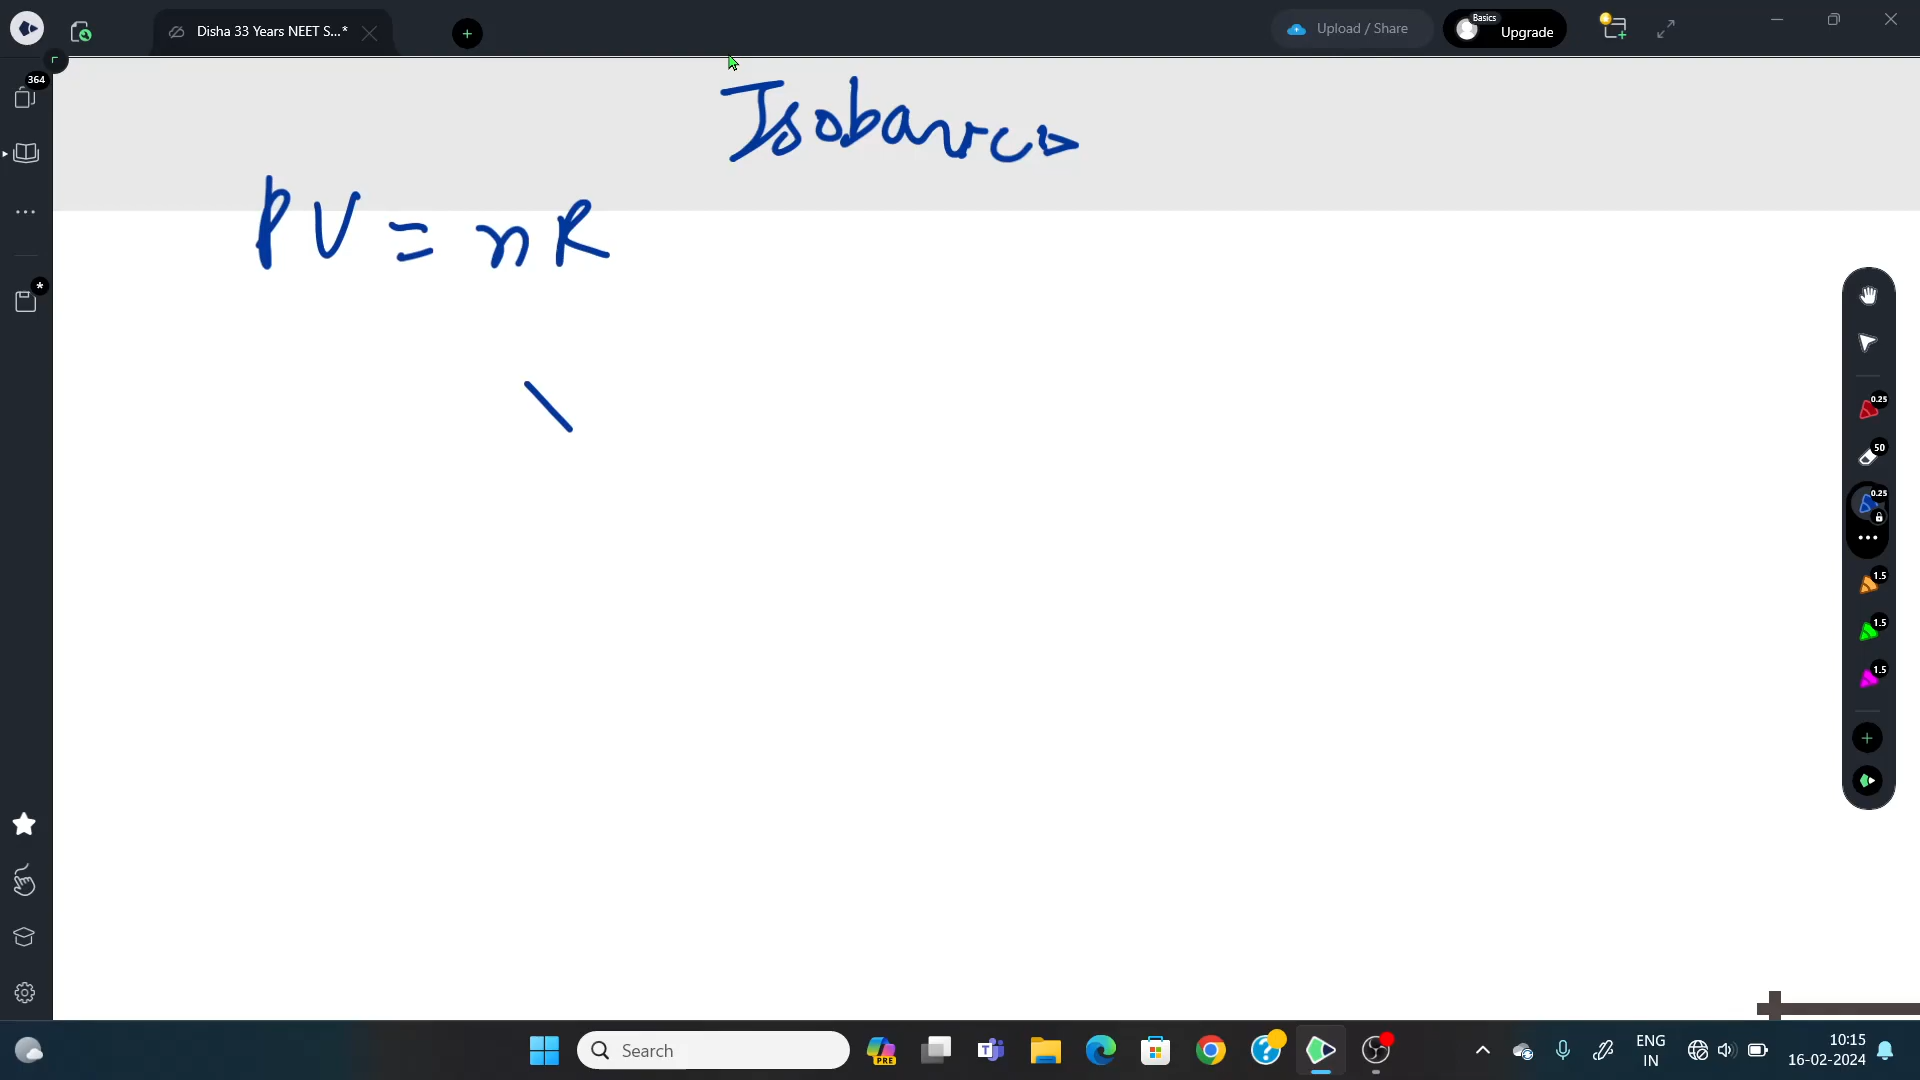 Disha 33 Years NEET S...*
Upload / Share
Basics
Upgrade
364
PV = nR
0.25
50
0.25
1.5
1.5
1.5
Search
PRE
ENG
IN
10:15
16-02-2024